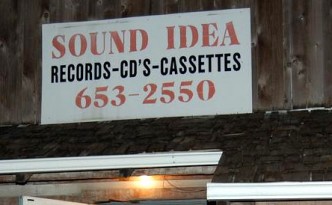 SOUND IDEA
RECORDS-CD'S-CASSETTES
653-2550